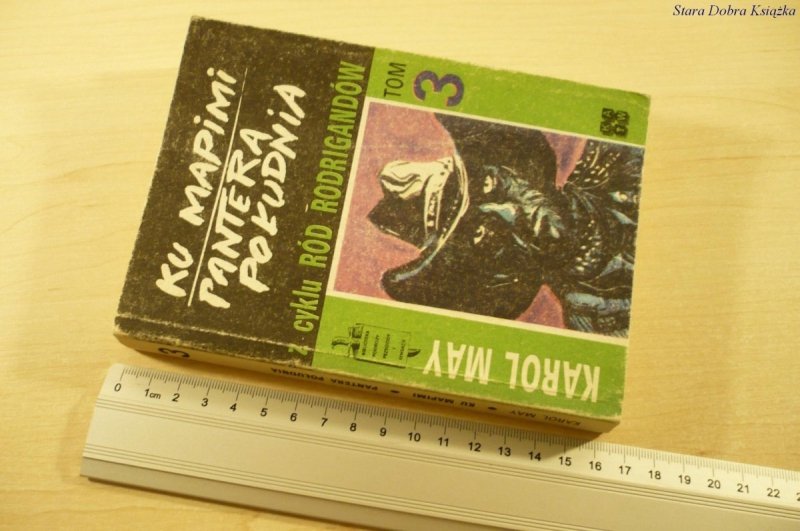 Stara Dobra Książka
KU MAPIMI
PANTERA
POŁUDNIA
z cyklu RÓD RODRIGANDÓW
TOM
3
KAROL MAY
3
KAROL MAY • KU MAPIMI • PANTERA POŁUDNIA
0 1cm 2 3 4 5 6 7 8 9 10 11 12 13 14 15 16 17 18 19 20 21 22